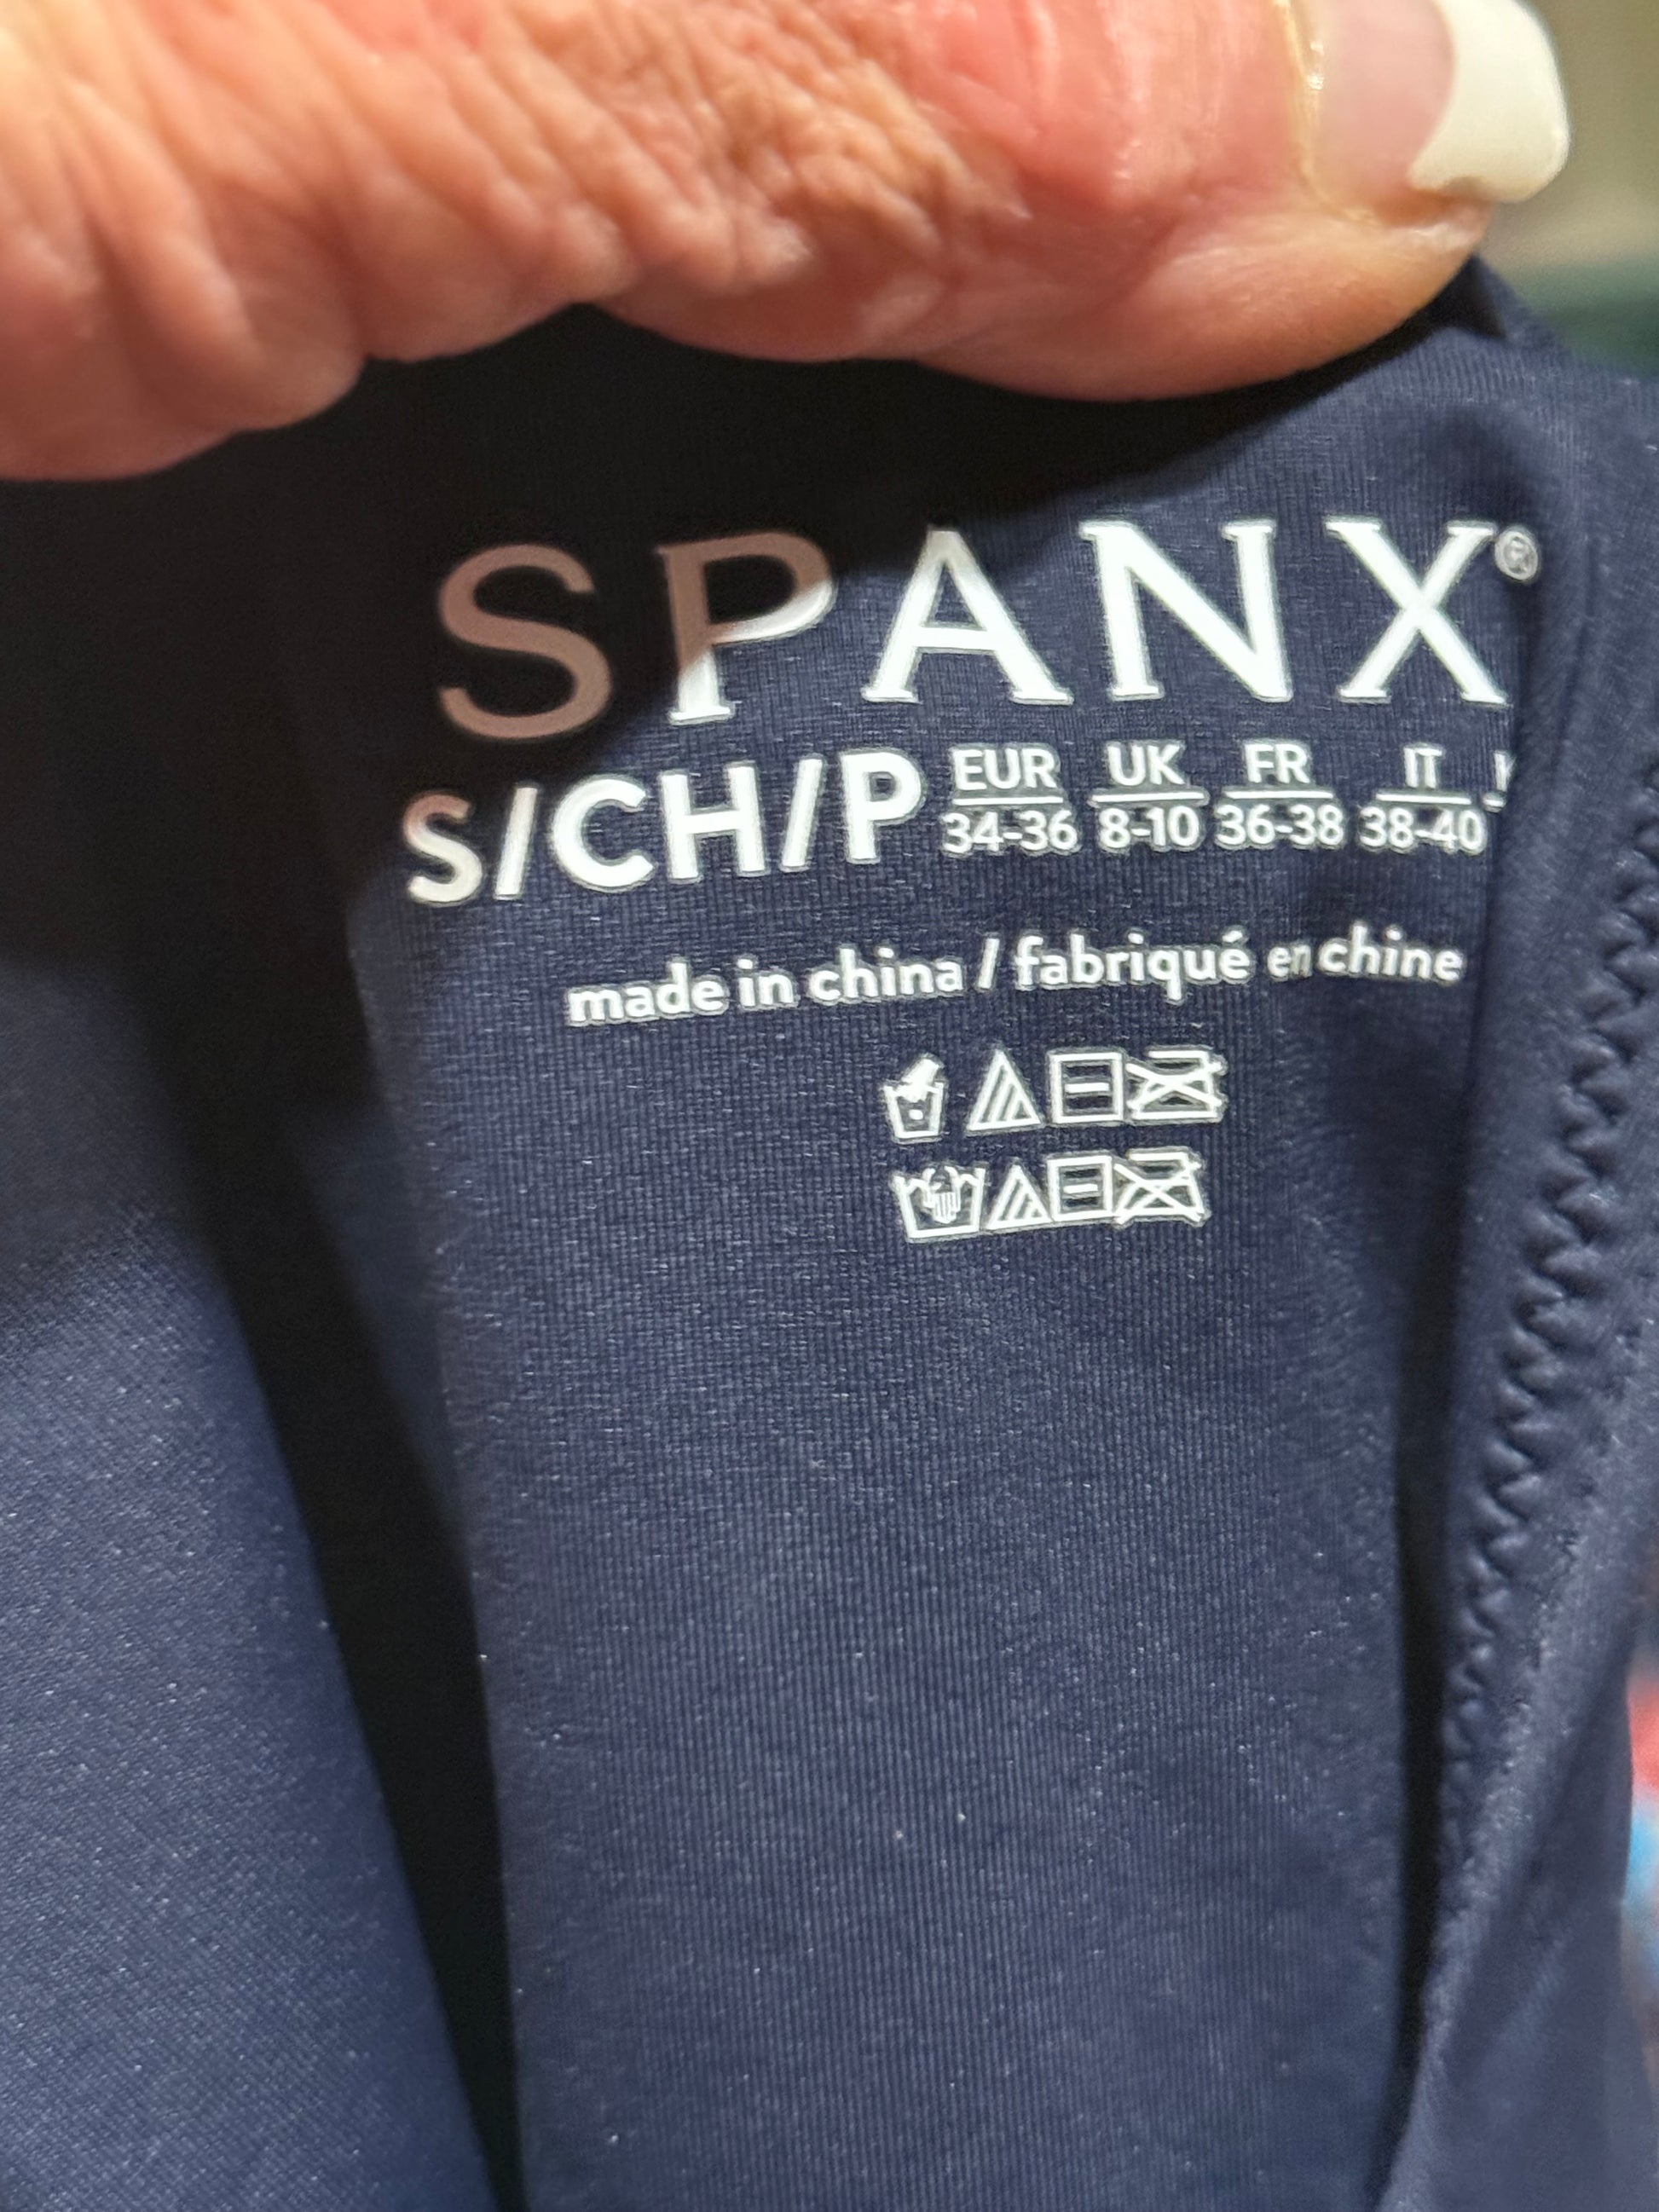 SPANX®
S/CH/P EUR 34-36 UK 8-10 FR 36-38 IT 38-40
made in china / fabriqué en chine